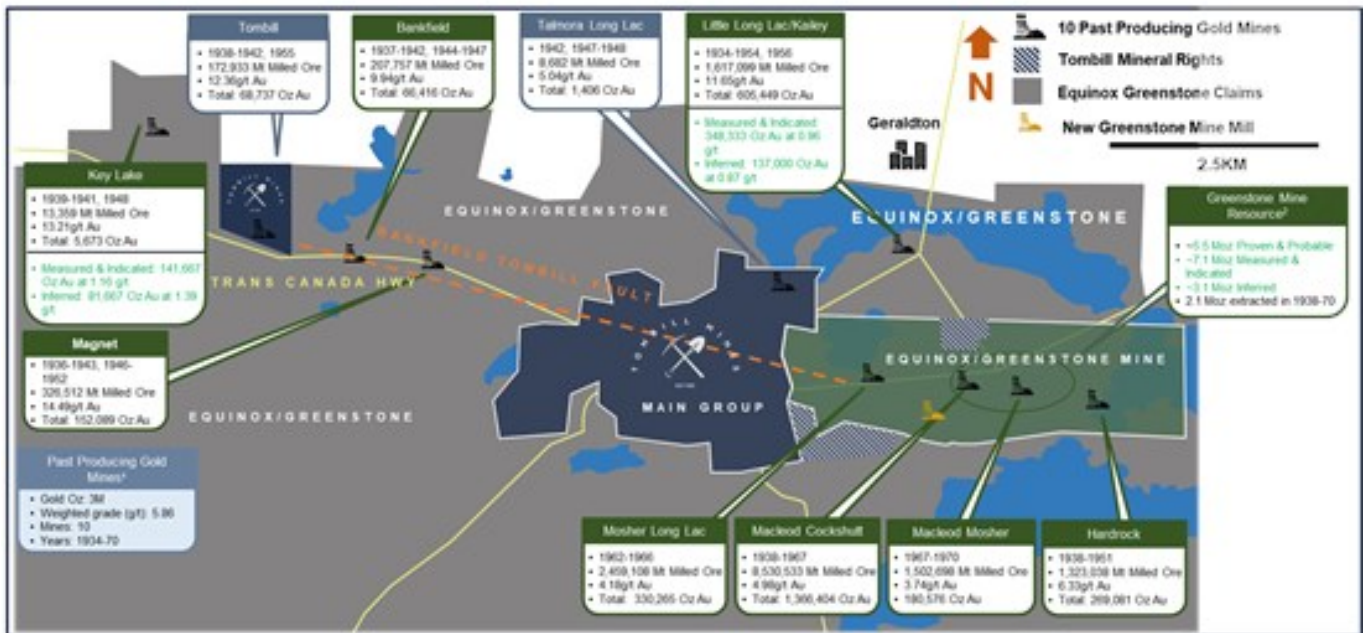 Tombill
1938-1942, 1955
172,933 Mt Milled Ore
12.36g/t Au
Total: 68,737 Oz Au
Bankfield
1937-1942, 1944-1947
207,757 Mt Milled Ore
9.94g/t Au
Total: 66,416 Oz Au
Talmora Long Lac
1942, 1947-1948
8,682 Mt Milled Ore
5.04g/t Au
Total: 1,406 Oz Au
Little Long Lac/Kailey
1934-1954, 1956
1,617,099 Mt Milled Ore
11.65g/t Au
Total: 605,449 Oz Au
Measured & Indicated:
348,333 Oz Au at 0.96
g/t
Inferred: 137,000 Oz Au
at 0.87 g/t
N
10 Past Producing Gold Mines
Tombill Mineral Rights
Equinox Greenstone Claims
New Greenstone Mine Mill
2.5KM
Geraldton
Key Lake
1939-1941, 1948
13,359 Mt Milled Ore
13.21g/t Au
Total: 5,673 Oz Au
Measured & Indicated: 141,667
Oz Au at 1.16 g/t
Inferred: 81,667 Oz Au at 1.39
g/t
TOMBILL MINES
EQUINOX/GREENSTONE
EQUINOX/GREENSTONE
BANKFIELD TOMBILL FAULT
TRANS CANADA HWY
Greenstone Mine
Resource²
~5.5 Moz Proven & Probable
~7.1 Moz Measured &
Indicated
~3.1 Moz Inferred
2.1 Moz extracted in 1938-70
Magnet
1936-1943, 1946-
1952
326,512 Mt Milled Ore
14.49g/t Au
Total: 152,089 Oz Au
EQUINOX/GREENSTONE
TOMBILL MINES
MAIN GROUP
EQUINOX/GREENSTONE MINE
Past Producing Gold
Mines
Gold Oz: 3M
Weighted grade (g/t): 5.86
Mines: 10
Years: 1934-70
Mosher Long Lac
1962-1966
2,459,108 Mt Milled Ore
4.18g/t Au
Total: 330,265 Oz Au
Macleod Cockshutt
1938-1967
8,530,533 Mt Milled Ore
4.98g/t Au
Total: 1,366,404 Oz Au
Macleod Mosher
1967-1970
1,502,698 Mt Milled Ore
3.74g/t Au
180,576 Oz Au
Hardrock
1938-1951
1,323,038 Mt Milled Ore
6.33g/t Au
Total: 269,081 Oz Au